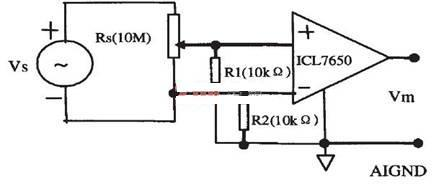 +
Rs(10M)
+
ICL7650
Vs
~
R1(10kΩ)
−
−
Vm
R2(10kΩ)
AIGND